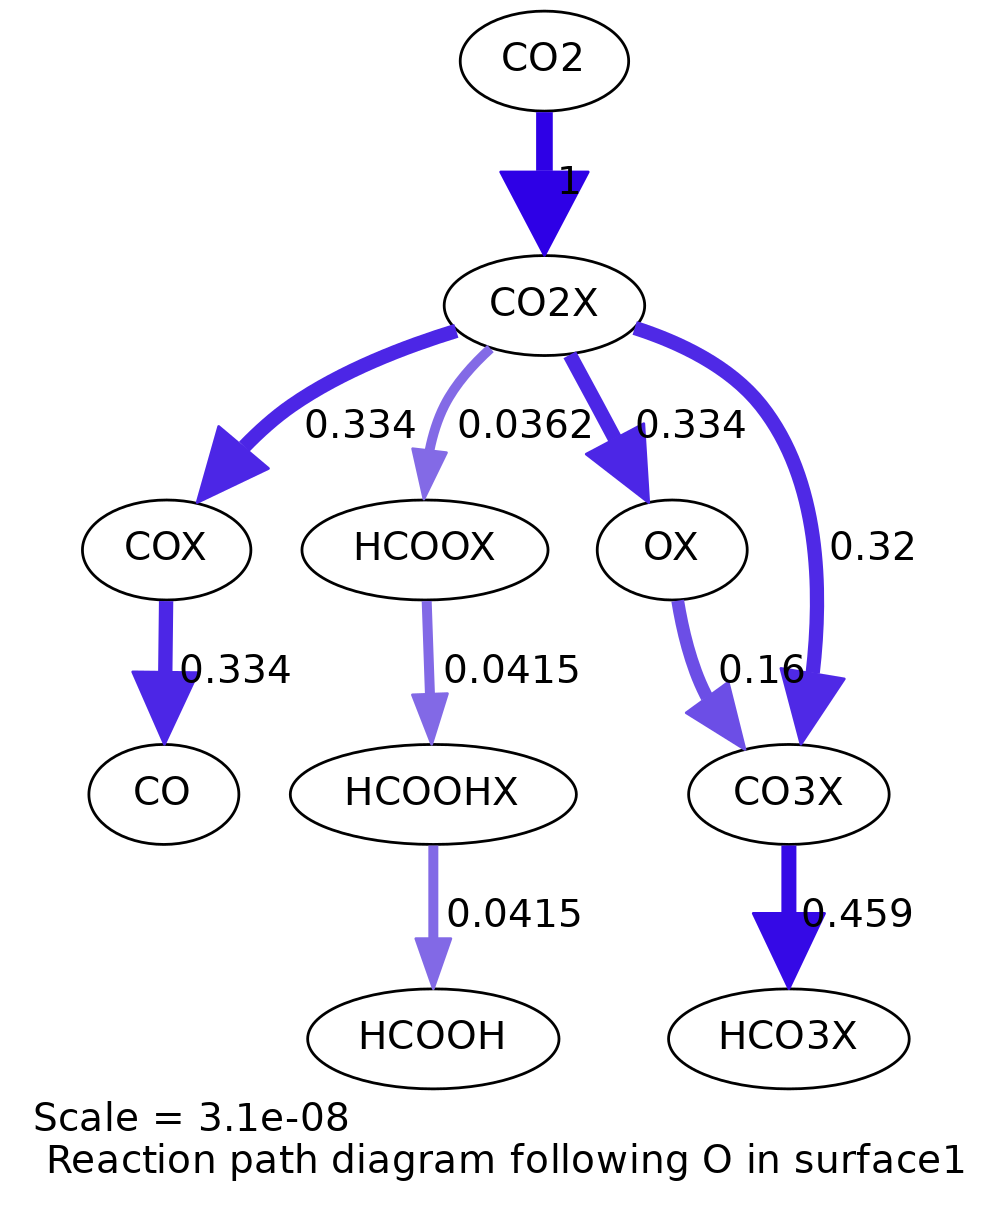 CO2
1
CO2X
0.334
0.0362
0.334
COX
HCOOX
OX
0.32
0.334
0.0415
0.16
CO
HCOOHX
CO3X
0.0415
0.459
HCOOH
HCO3X
Scale = 3.1e-08
Reaction path diagram following O in surface1